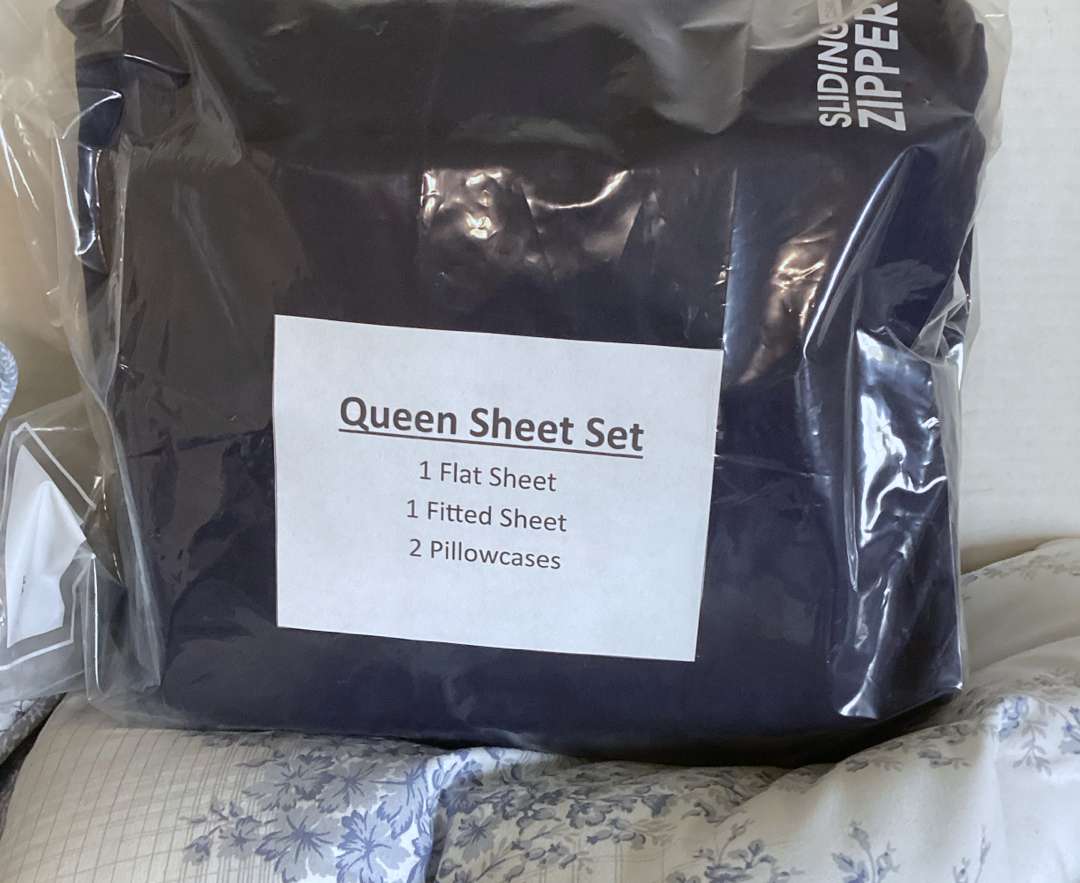 SLIDING
ZIPPER
Queen Sheet Set
1 Flat Sheet
1 Fitted Sheet
2 Pillowcases